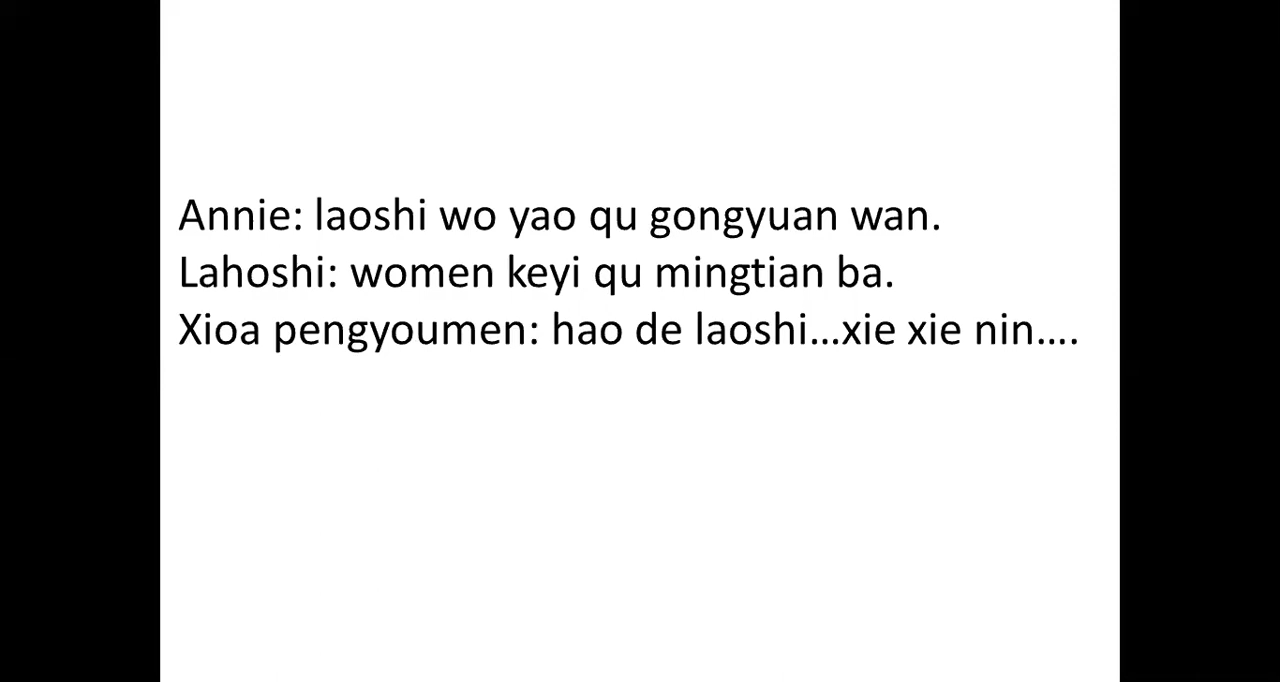 Annie: laoshi wo yao qu gongyuan wan.
Lahoshi: women keyi qu mingtian ba.
Xioa pengyoumen: hao de laoshi...xie xie nin....